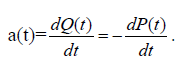 a(t)= dQ(t)/dt = - dP(t)/dt .